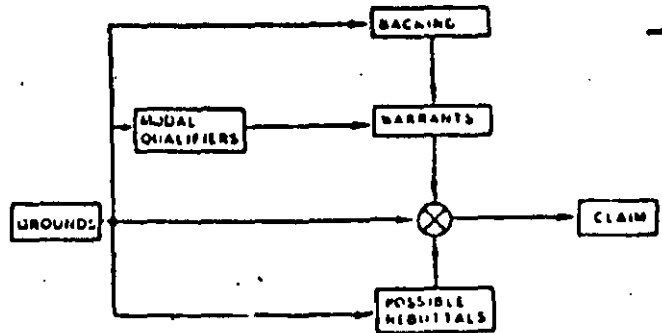 BACKING
MODAL
QUALIFIERS
WARRANTS
GROUNDS
CLAIM
POSSIBLE
REBUTTALS